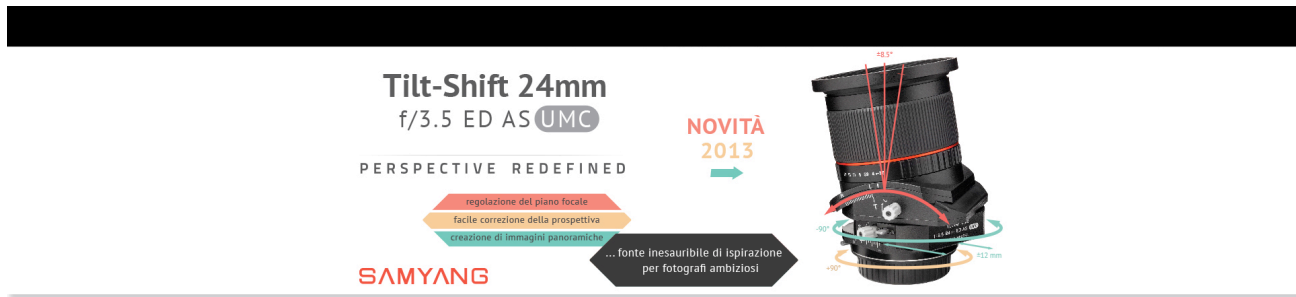 Tilt-Shift 24mm
f/3.5 ED AS UMC
PERSPECTIVE REDEFINED
regolazione del piano focale
facile correzione della prospettiva
creazione di immagini panoramiche
... fonte inesauribile di ispirazione
per fotografi ambiziosi
SAMYANG
NOVITÀ
2013
±8.5°
-90°
+90°
±12 mm